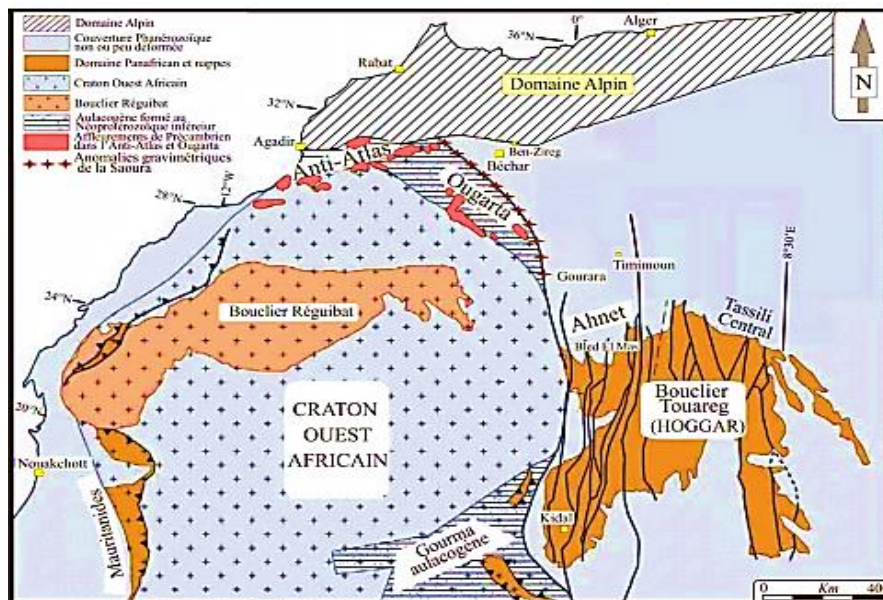 Domaine Alpin
Couverture Phanérozoïque
non ou peu déformée
Domaine Panafricain et nappes
Craton Ouest Africain
Bouclier Réguibat
Aulacogène formé au
Néoprotérozoïque inférieur
Affleurements de Précambrien
dans l'Anti-Atlas et Ougarta
Anomalies gravimétriques
de la Saoura
36°N
0°
Alger
Rabat
Domaine Alpin
N
32°N
Agadir
Anti-Atlas
Béchar
Ben-Zireg
28°N
12°W
Ougarta
8°30'E
Gourara
Timimoun
24°N
Bouclier Réguibat
Ahnet
Tassili
Central
Bled El Mas
Bouclier
Touareg
(HOGGAR)
20°N
CRATON
OUEST
AFRICAIN
Nouakchott
Mauritanides
Gourma
aulacogène
Kidal
0 Km 40